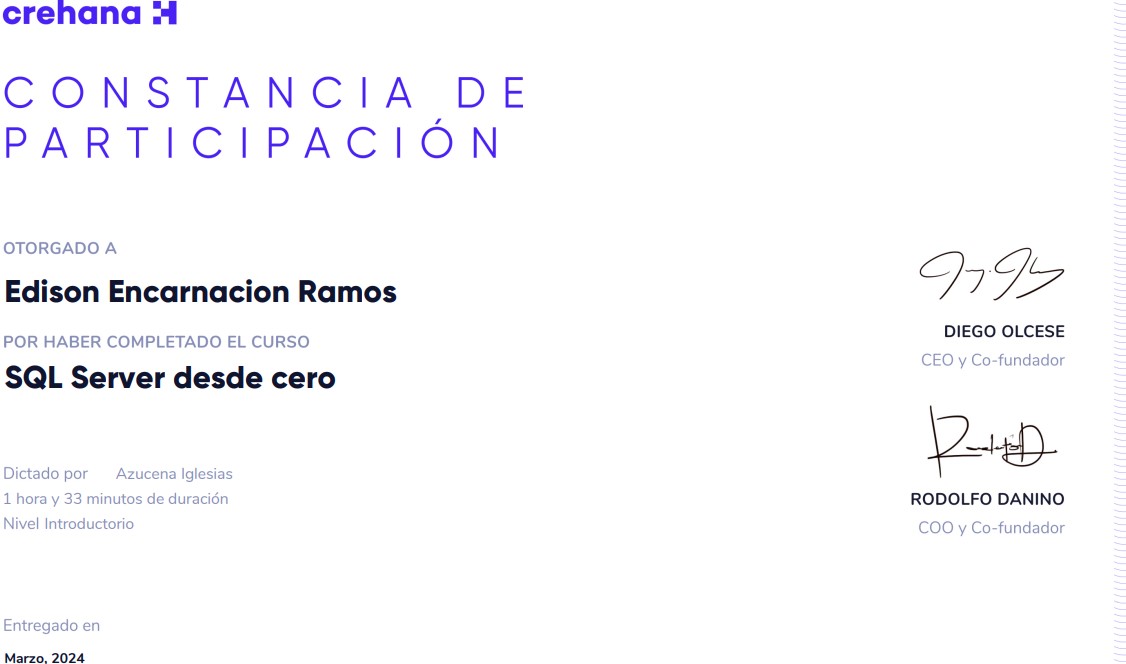 crehana
CONSTANCIA DE
PARTICIPACIÓN
OTORGADO A
Edison Encarnacion Ramos
POR HABER COMPLETADO EL CURSO
SQL Server desde cero
Dictado por Azucena Iglesias
1 hora y 33 minutos de duración
Nivel Introductorio
Entregado en
Marzo, 2024
DIEGO OLCESE
CEO y Co-fundador
RODOLFO DANINO
COO y Co-fundador